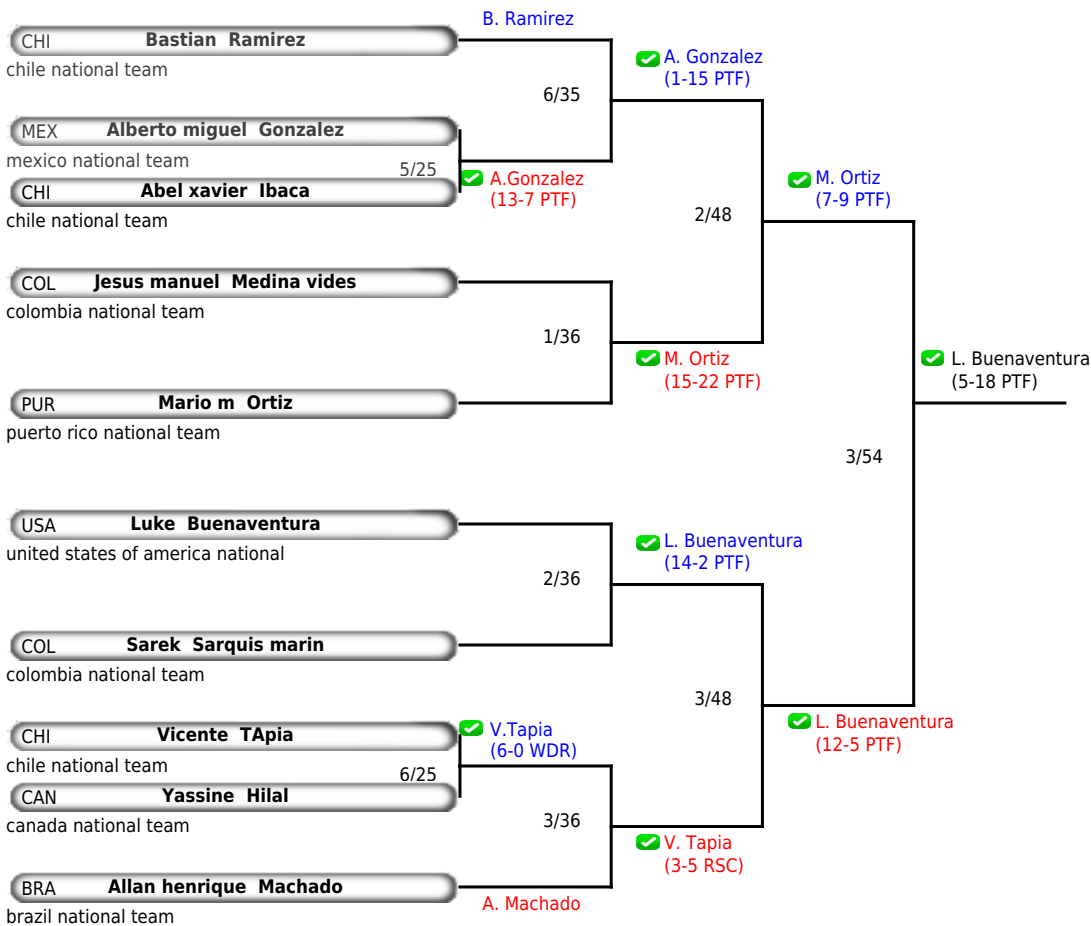 B. Ramirez
CHI Bastian Ramirez
chile national team
A. Gonzalez
(1-15 PTF)
6/35
MEX Alberto miguel Gonzalez
mexico national team
5/25
A.Gonzalez
(13-7 PTF)
CHI Abel xavier Ibaca
chile national team
M. Ortiz
(7-9 PTF)
2/48
COL Jesus manuel Medina vides
colombia national team
1/36
M. Ortiz
(15-22 PTF)
PUR Mario m Ortiz
puerto rico national team
L. Buenaventura
(5-18 PTF)
3/54
USA Luke Buenaventura
united states of america national
L. Buenaventura
(14-2 PTF)
2/36
COL Sarek Sarquis marin
colombia national team
3/48
L. Buenaventura
(12-5 PTF)
CHI Vicente TApia
chile national team
V.Tapia
(6-0 WDR)
6/25
CAN Yassine Hilal
canada national team
3/36
V. Tapia
(3-5 RSC)
BRA Allan henrique Machado
brazil national team
A. Machado